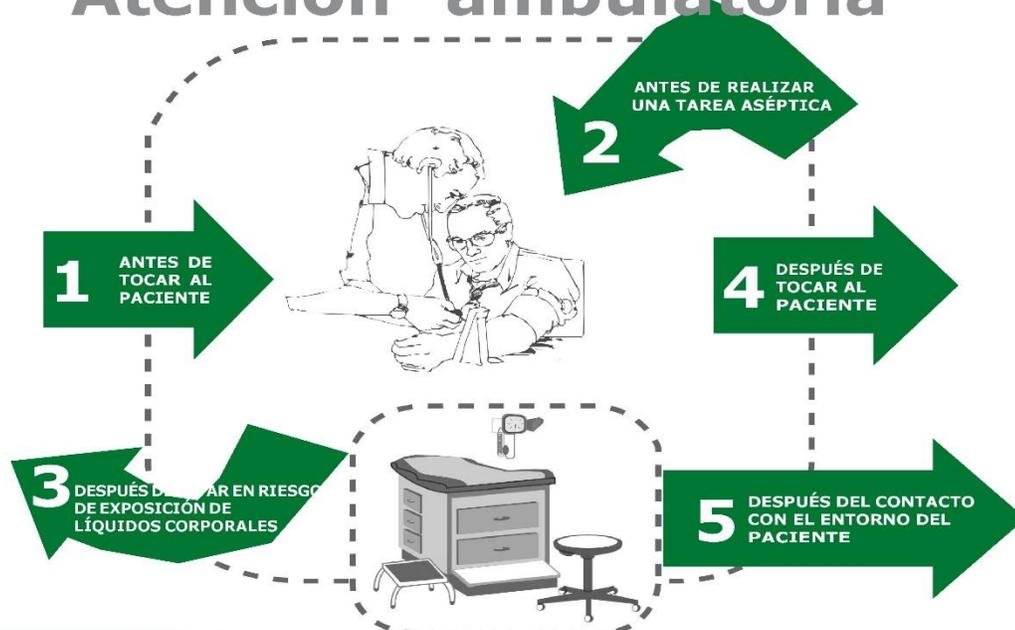 Atención ambulatoria
1
ANTES DE
TOCAR AL
PACIENTE
2
ANTES DE REALIZAR
UNA TAREA ASÉPTICA
3
DESPUÉS D AR EN RIESGO
DE EXPOSICIÓN DE
LÍQUIDOS CORPORALES
4
DESPUÉS DE
TOCAR AL
PACIENTE
5
DESPUÉS DEL CONTACTO
CON EL ENTORNO DEL
PACIENTE